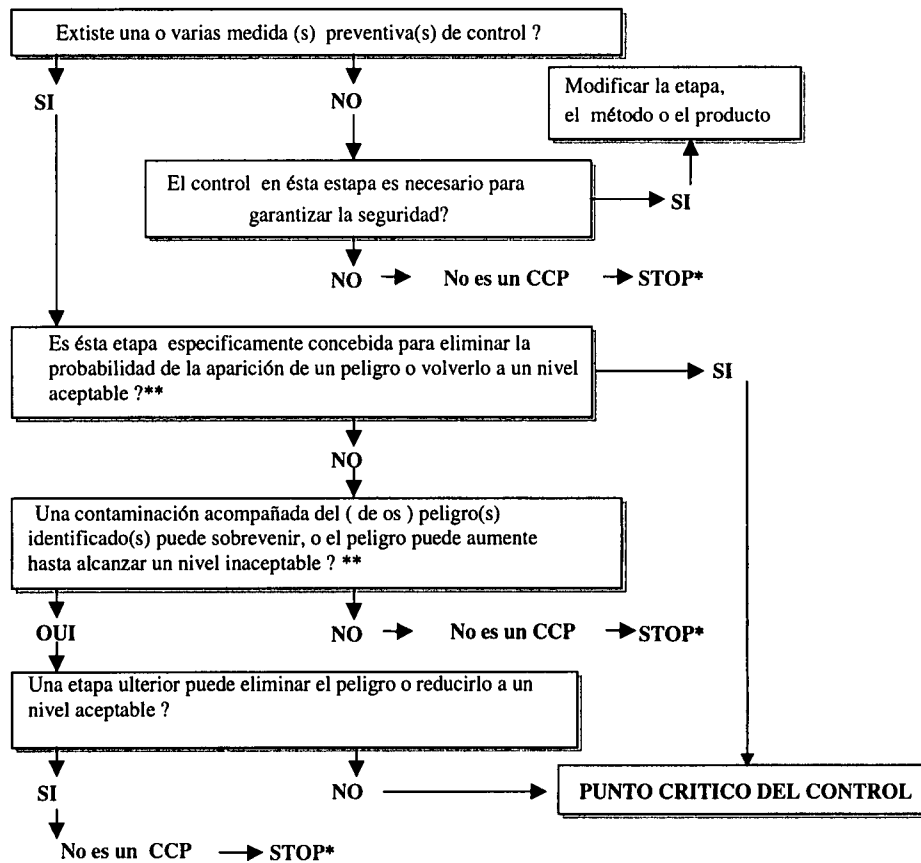 Extiste una o varias medida (s) preventiva(s) de control ?
SI
NO
Modificar la etapa,
el método o el producto
El control en ésta estapa es necesario para
garantizar la seguridad?
SI
NO
No es un CCP
STOP*
Es ésta etapa especificamente concebida para eliminar la
probabilidad de la aparición de un peligro o volverlo a un nivel
aceptable ?**
SI
NO
Una contaminación acompañada del ( de os ) peligro(s)
identificado(s) puede sobrevenir, o el peligro puede aumente
hasta alcanzar un nivel inaceptable ? **
OUI
NO
No es un CCP
STOP*
Una etapa ulterior puede eliminar el peligro o reducirlo a un
nivel aceptable ?
SI
NO
PUNTO CRITICO DEL CONTROL
No es un CCP
STOP*